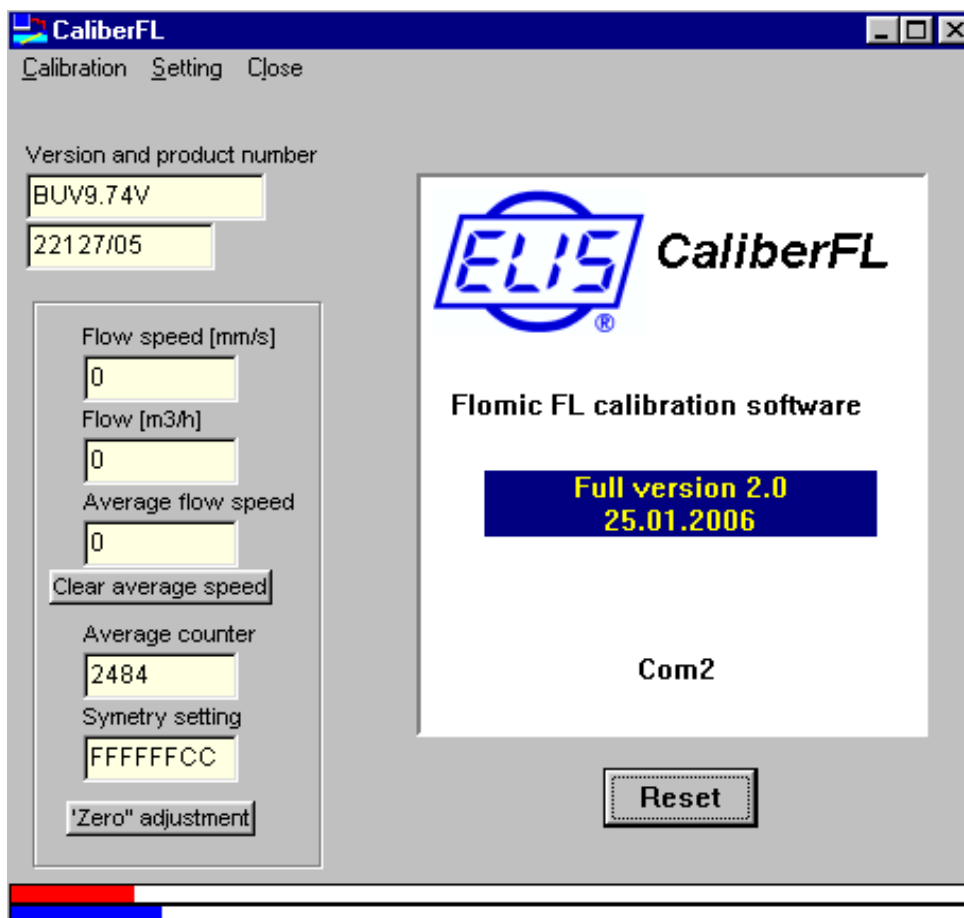 CaliberFL
Calibration Setting Close
Version and product number
BUV9.74V
22127/05
Flow speed [mm/s]
0
Flow [m3/h]
0
Average flow speed
0
Clear average speed
Average counter
2484
Symetry setting
FFFFFFCC
'Zero" adjustment
ELIS ®
CaliberFL
Flomic FL calibration software
Full version 2.0
25.01.2006
Com2
Reset